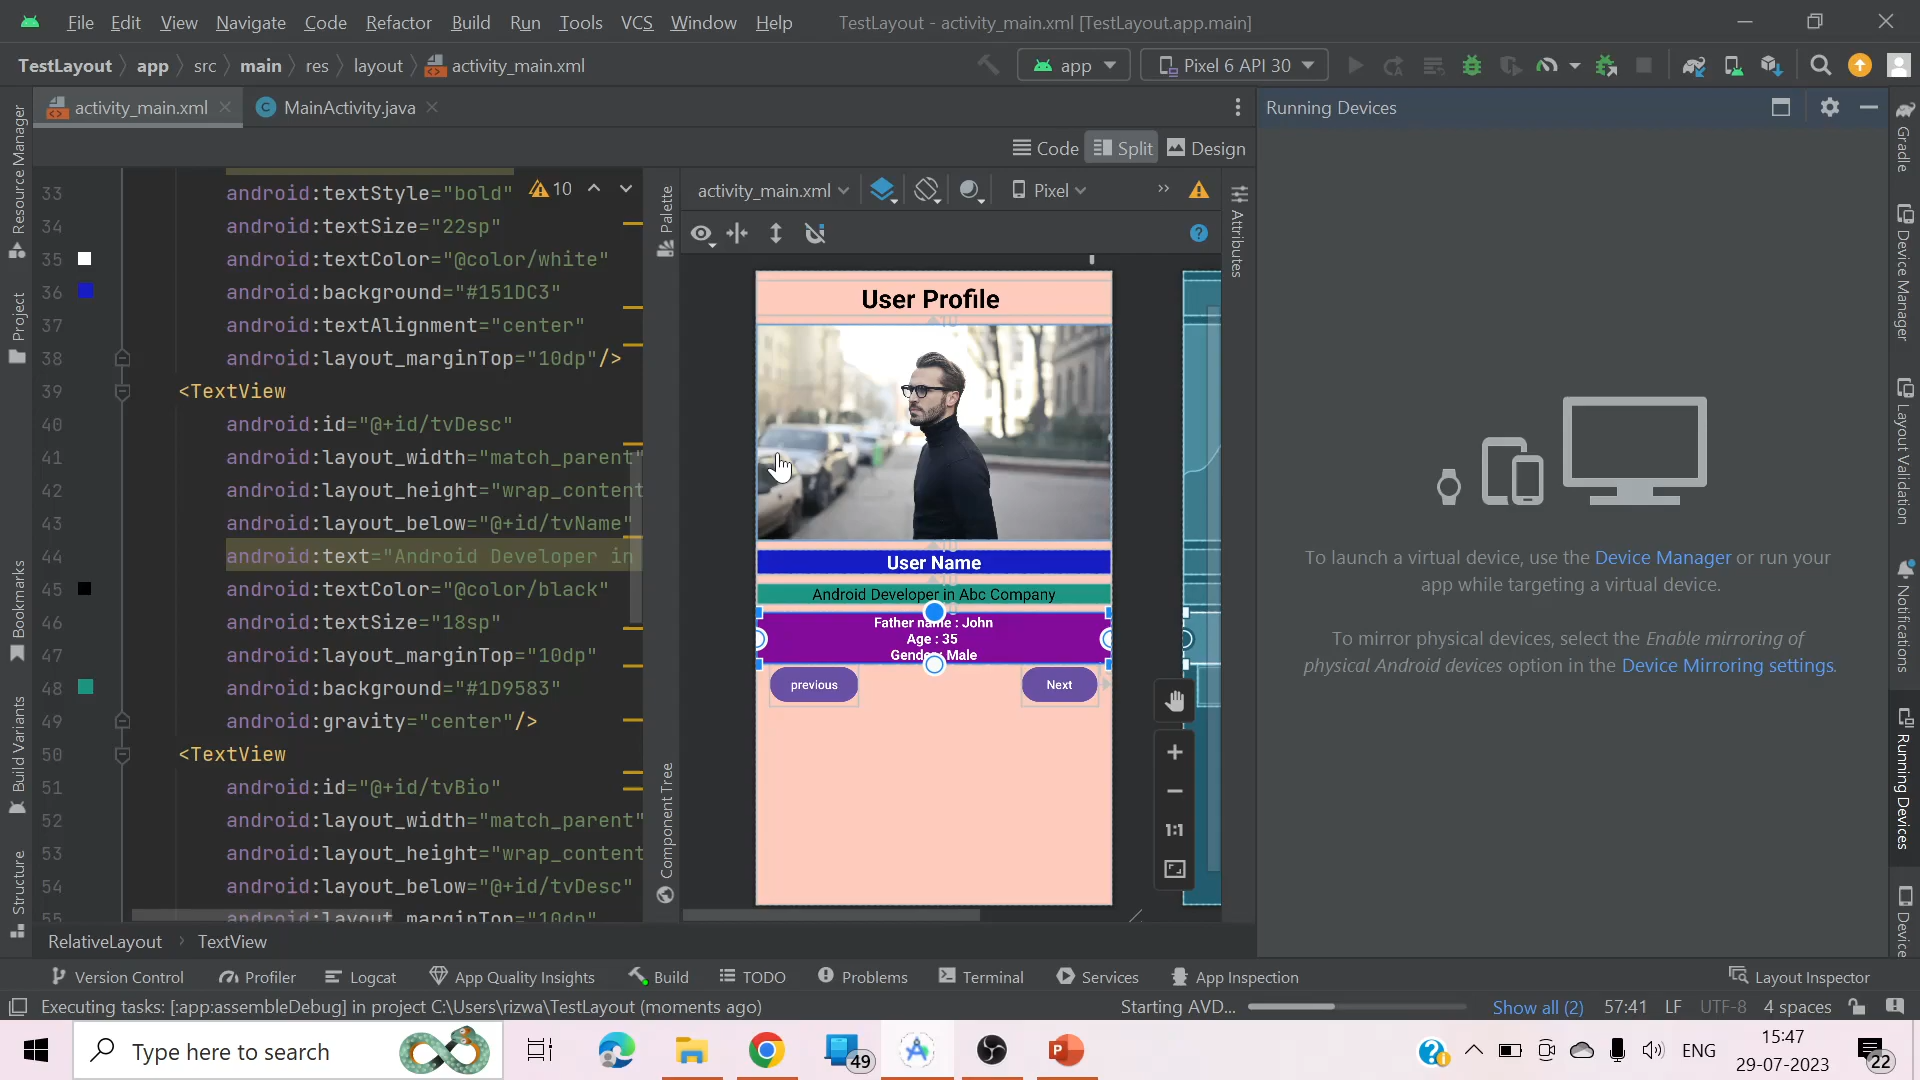 File Edit View Navigate Code Refactor Build Run Tools VCS Window Help TestLayout - activity_main.xml [TestLayout.app.main]
TestLayout app src main res layout activity_main.xml app Pixel 6 API 30
activity_main.xml MainActivity.java
Running Devices
Code Split Design
activity_main.xml Pixel
10
33 android:textStyle="bold"
34 android:textSize="22sp"
35 android:textColor="@color/white"
36 android:background="#151DC3"
37 android:textAlignment="center"
38 android:layout_marginTop="10dp"/>
39 <TextView
40 android:id="@+id/tvDesc"
41 android:layout_width="match_parent"
42 android:layout_height="wrap_content
43 android:layout_below="@+id/tvName"
44 android:text="Android Developer in
45 android:textColor="@color/black"
46 android:textSize="18sp"
47 android:layout_marginTop="10dp"
48 android:background="#1D9583"
49 android:gravity="center"/>
50 <TextView
51 android:id="@+id/tvBio"
52 android:layout_width="match_parent"
53 android:layout_height="wrap_content
54 android:layout_below="@+id/tvDesc"
55 android:layout_marginTop="10dp"
User Profile
User Name
Android Developer in Abc Company
Father name : John
Age : 35
Gender : Male
previous Next
1:1
To launch a virtual device, use the Device Manager or run your
app while targeting a virtual device.
To mirror physical devices, select the Enable mirroring of
physical Android devices option in the Device Mirroring settings.
Resource Manager
Project
Bookmarks
Build Variants
Structure
Palette
Component Tree
Attributes
Gradle
Device Manager
Layout Validation
Notifications
Running Devices
Device
RelativeLayout TextView
Version Control Profiler Logcat App Quality Insights Build TODO Problems Terminal Services App Inspection Layout Inspector
Executing tasks: [:app:assembleDebug] in project C:\Users\rizwa\TestLayout (moments ago) Starting AVD... Show all (2) 57:41 LF UTF-8 4 spaces
Type here to search 49 ENG 15:47
29-07-2023 22